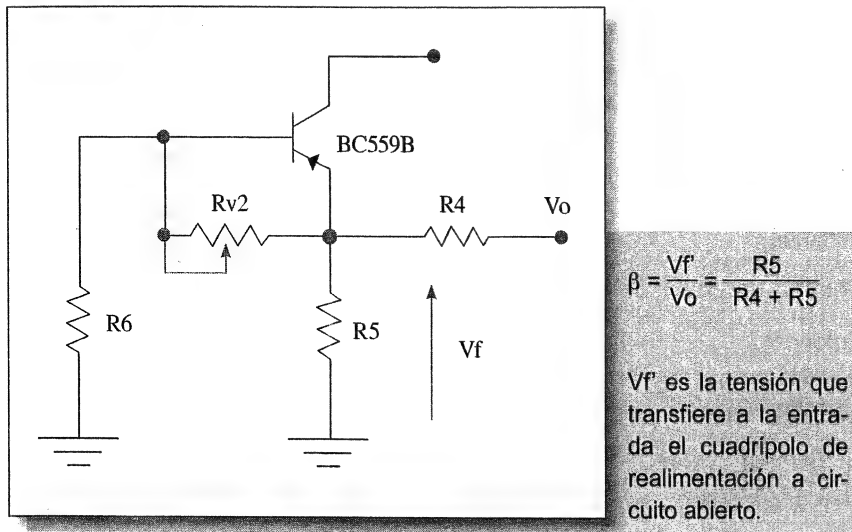 BC559B
Rv2
R4
Vo
R6
R5
Vf
β = Vf'/Vo = R5/(R4 + R5)
Vf' es la tensión que
transfiere a la entra-
da el cuadrípolo de
realimentación a cir-
cuito abierto.